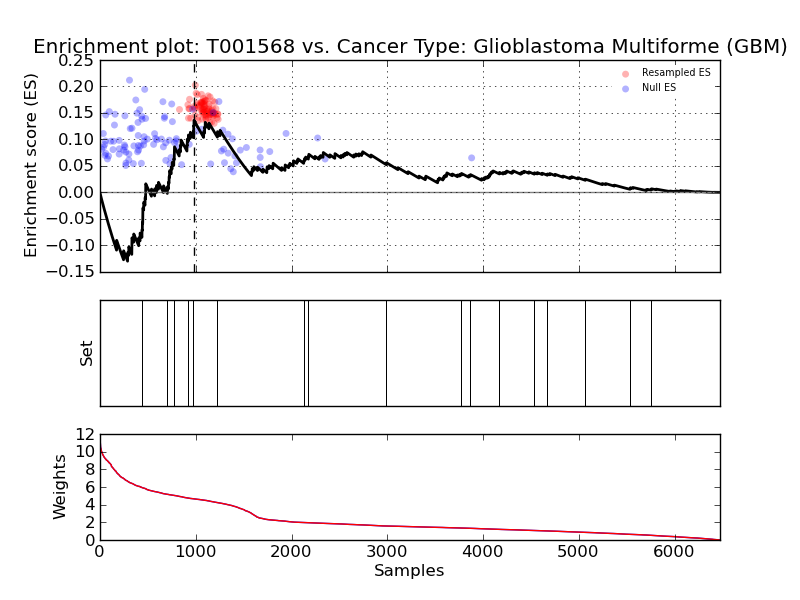 Enrichment plot: T001568 vs. Cancer Type: Glioblastoma Multiforme (GBM)
Enrichment score (ES)
0.25
0.20
0.15
0.10
0.05
0.00
−0.05
−0.10
−0.15
Resampled ES
Null ES
Set
Weights
12
10
8
6
4
2
0
0 1000 2000 3000 4000 5000 6000
Samples